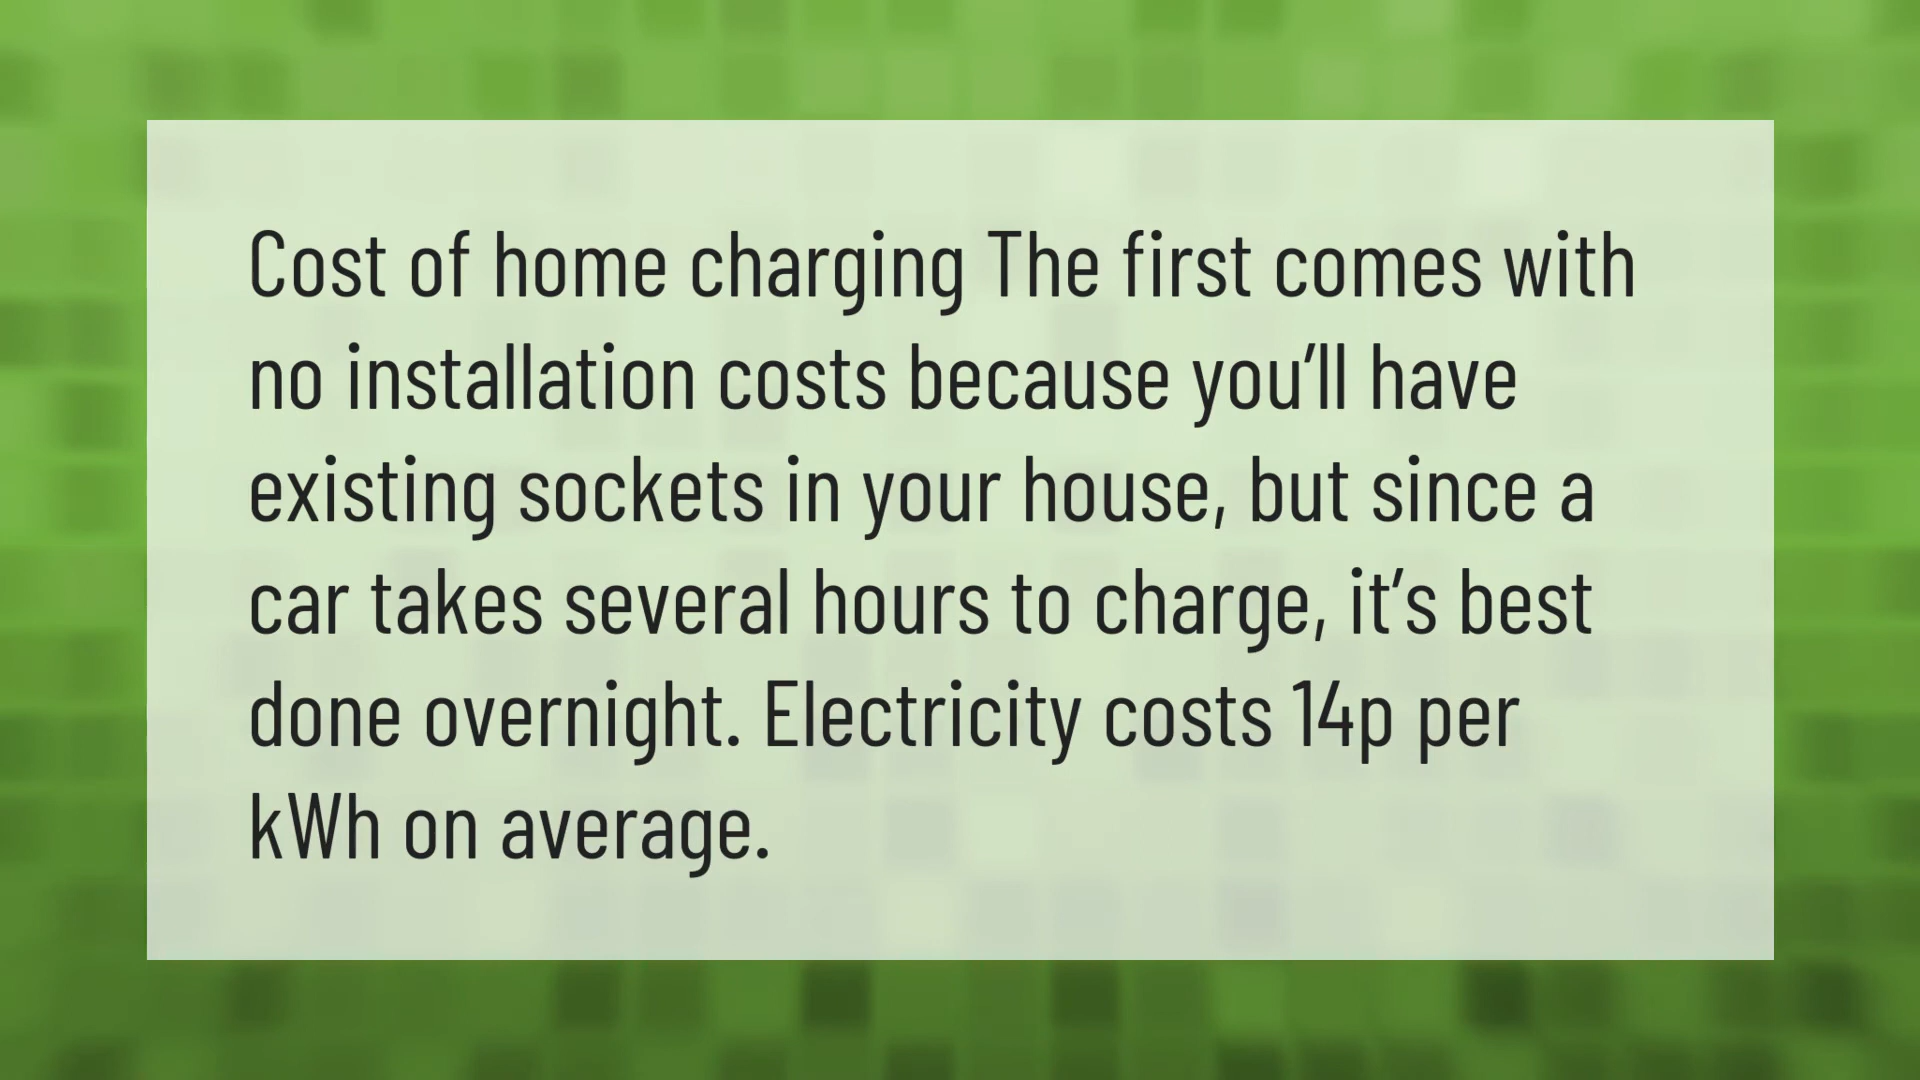 Cost of home charging The first comes with
no installation costs because you’ll have
existing sockets in your house, but since a
car takes several hours to charge, it’s best
done overnight. Electricity costs 14p per
kWh on average.